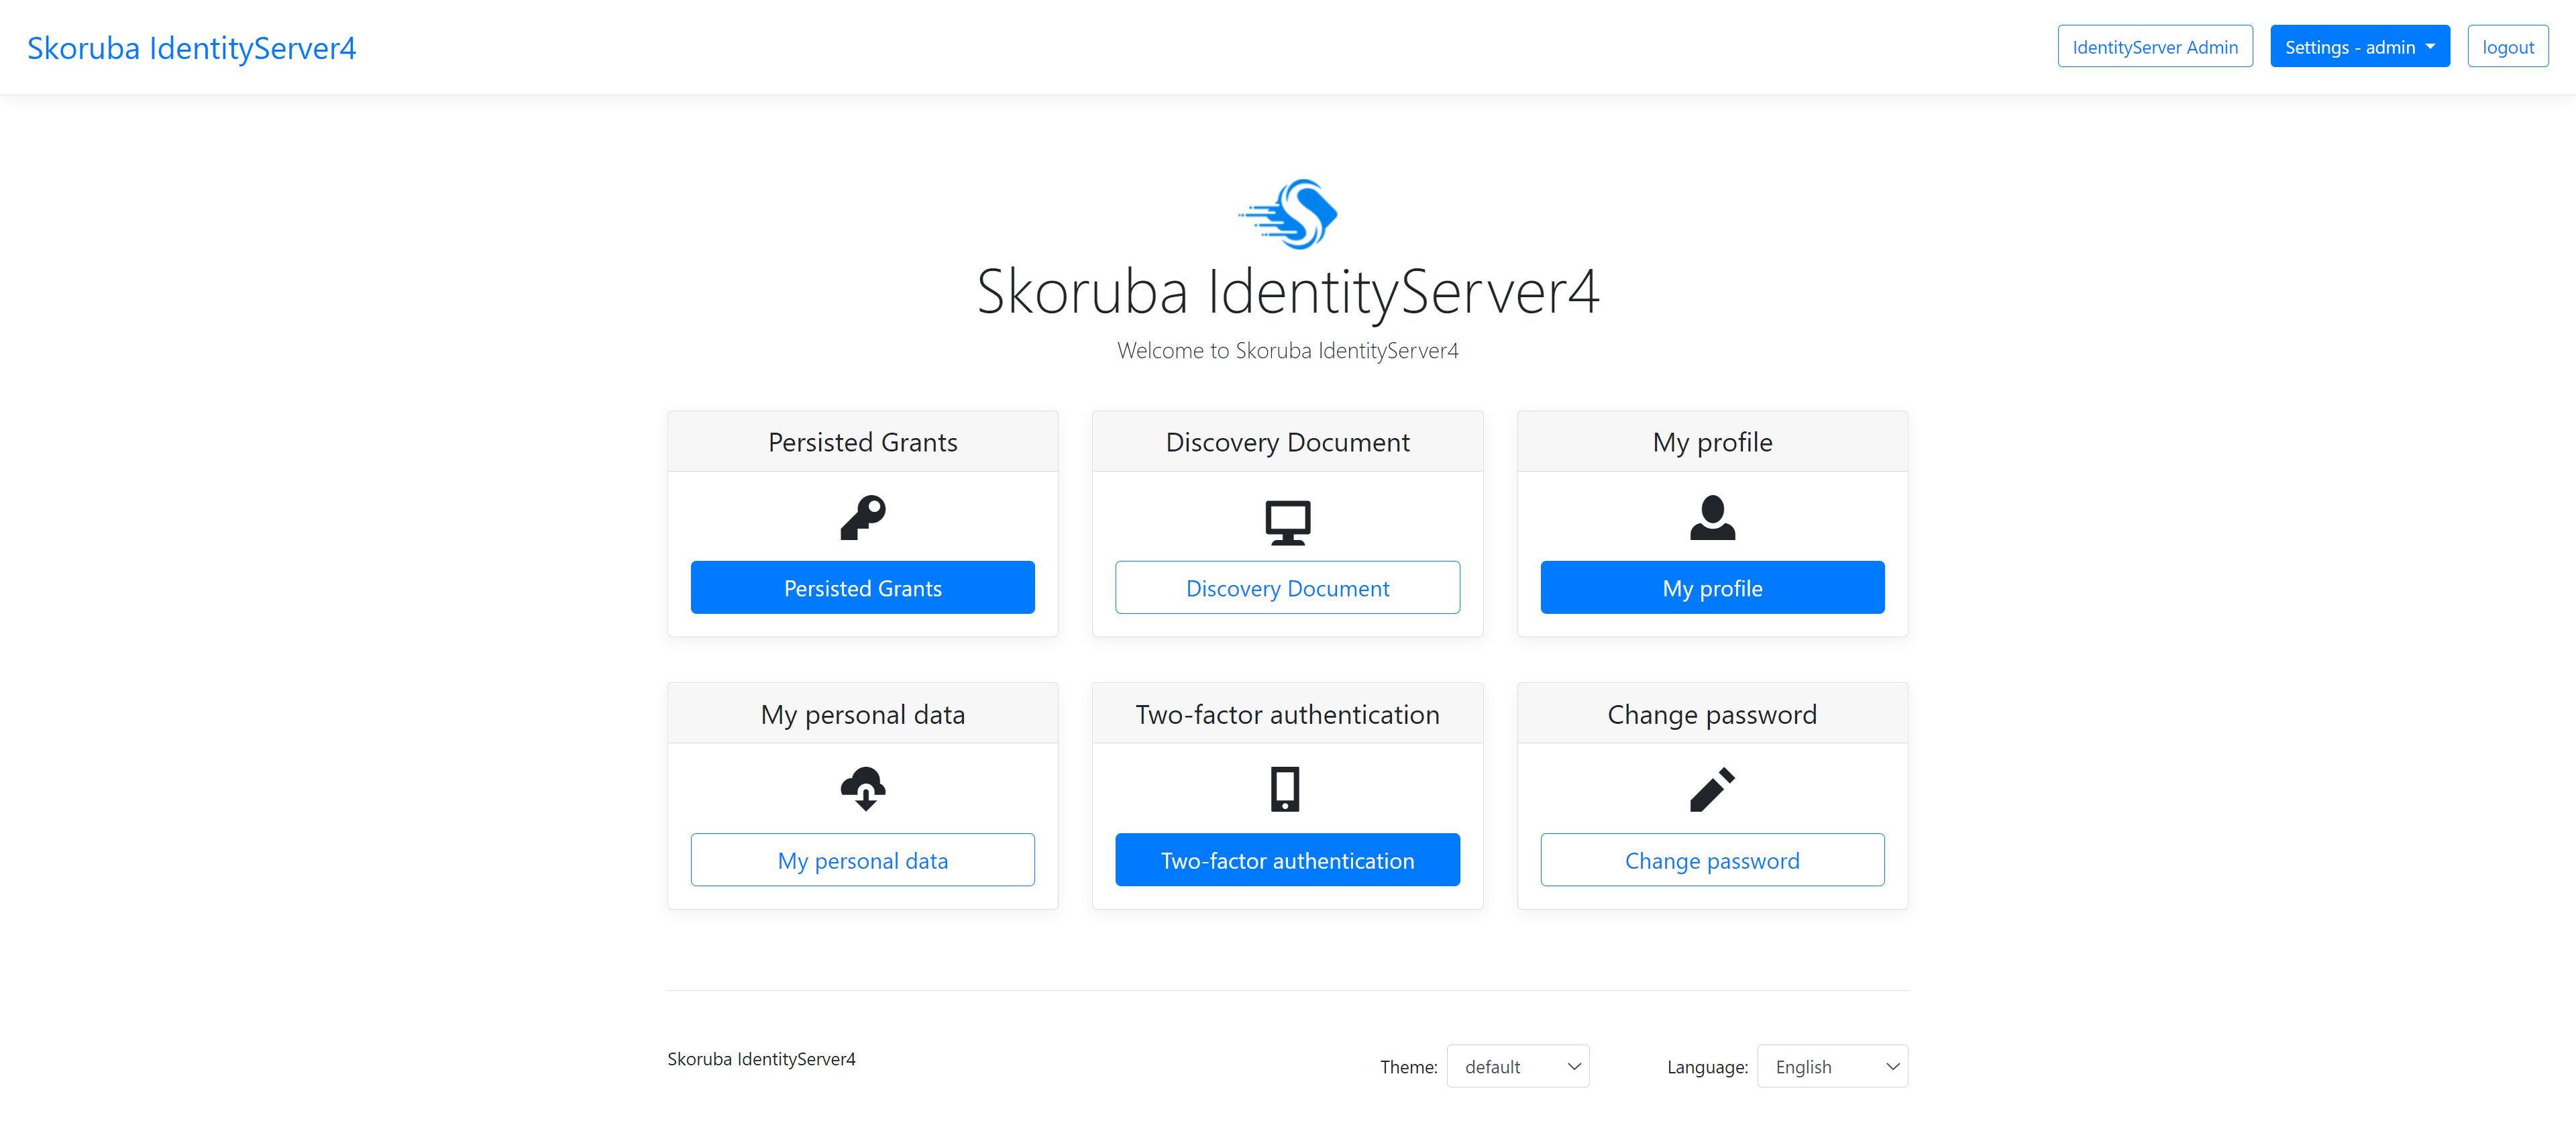 Skoruba IdentityServer4
IdentityServer Admin
Settings - admin
logout
Skoruba IdentityServer4
Welcome to Skoruba IdentityServer4
Persisted Grants
Persisted Grants
Discovery Document
Discovery Document
My profile
My profile
My personal data
My personal data
Two-factor authentication
Two-factor authentication
Change password
Change password
Skoruba IdentityServer4
Theme: default
Language: English